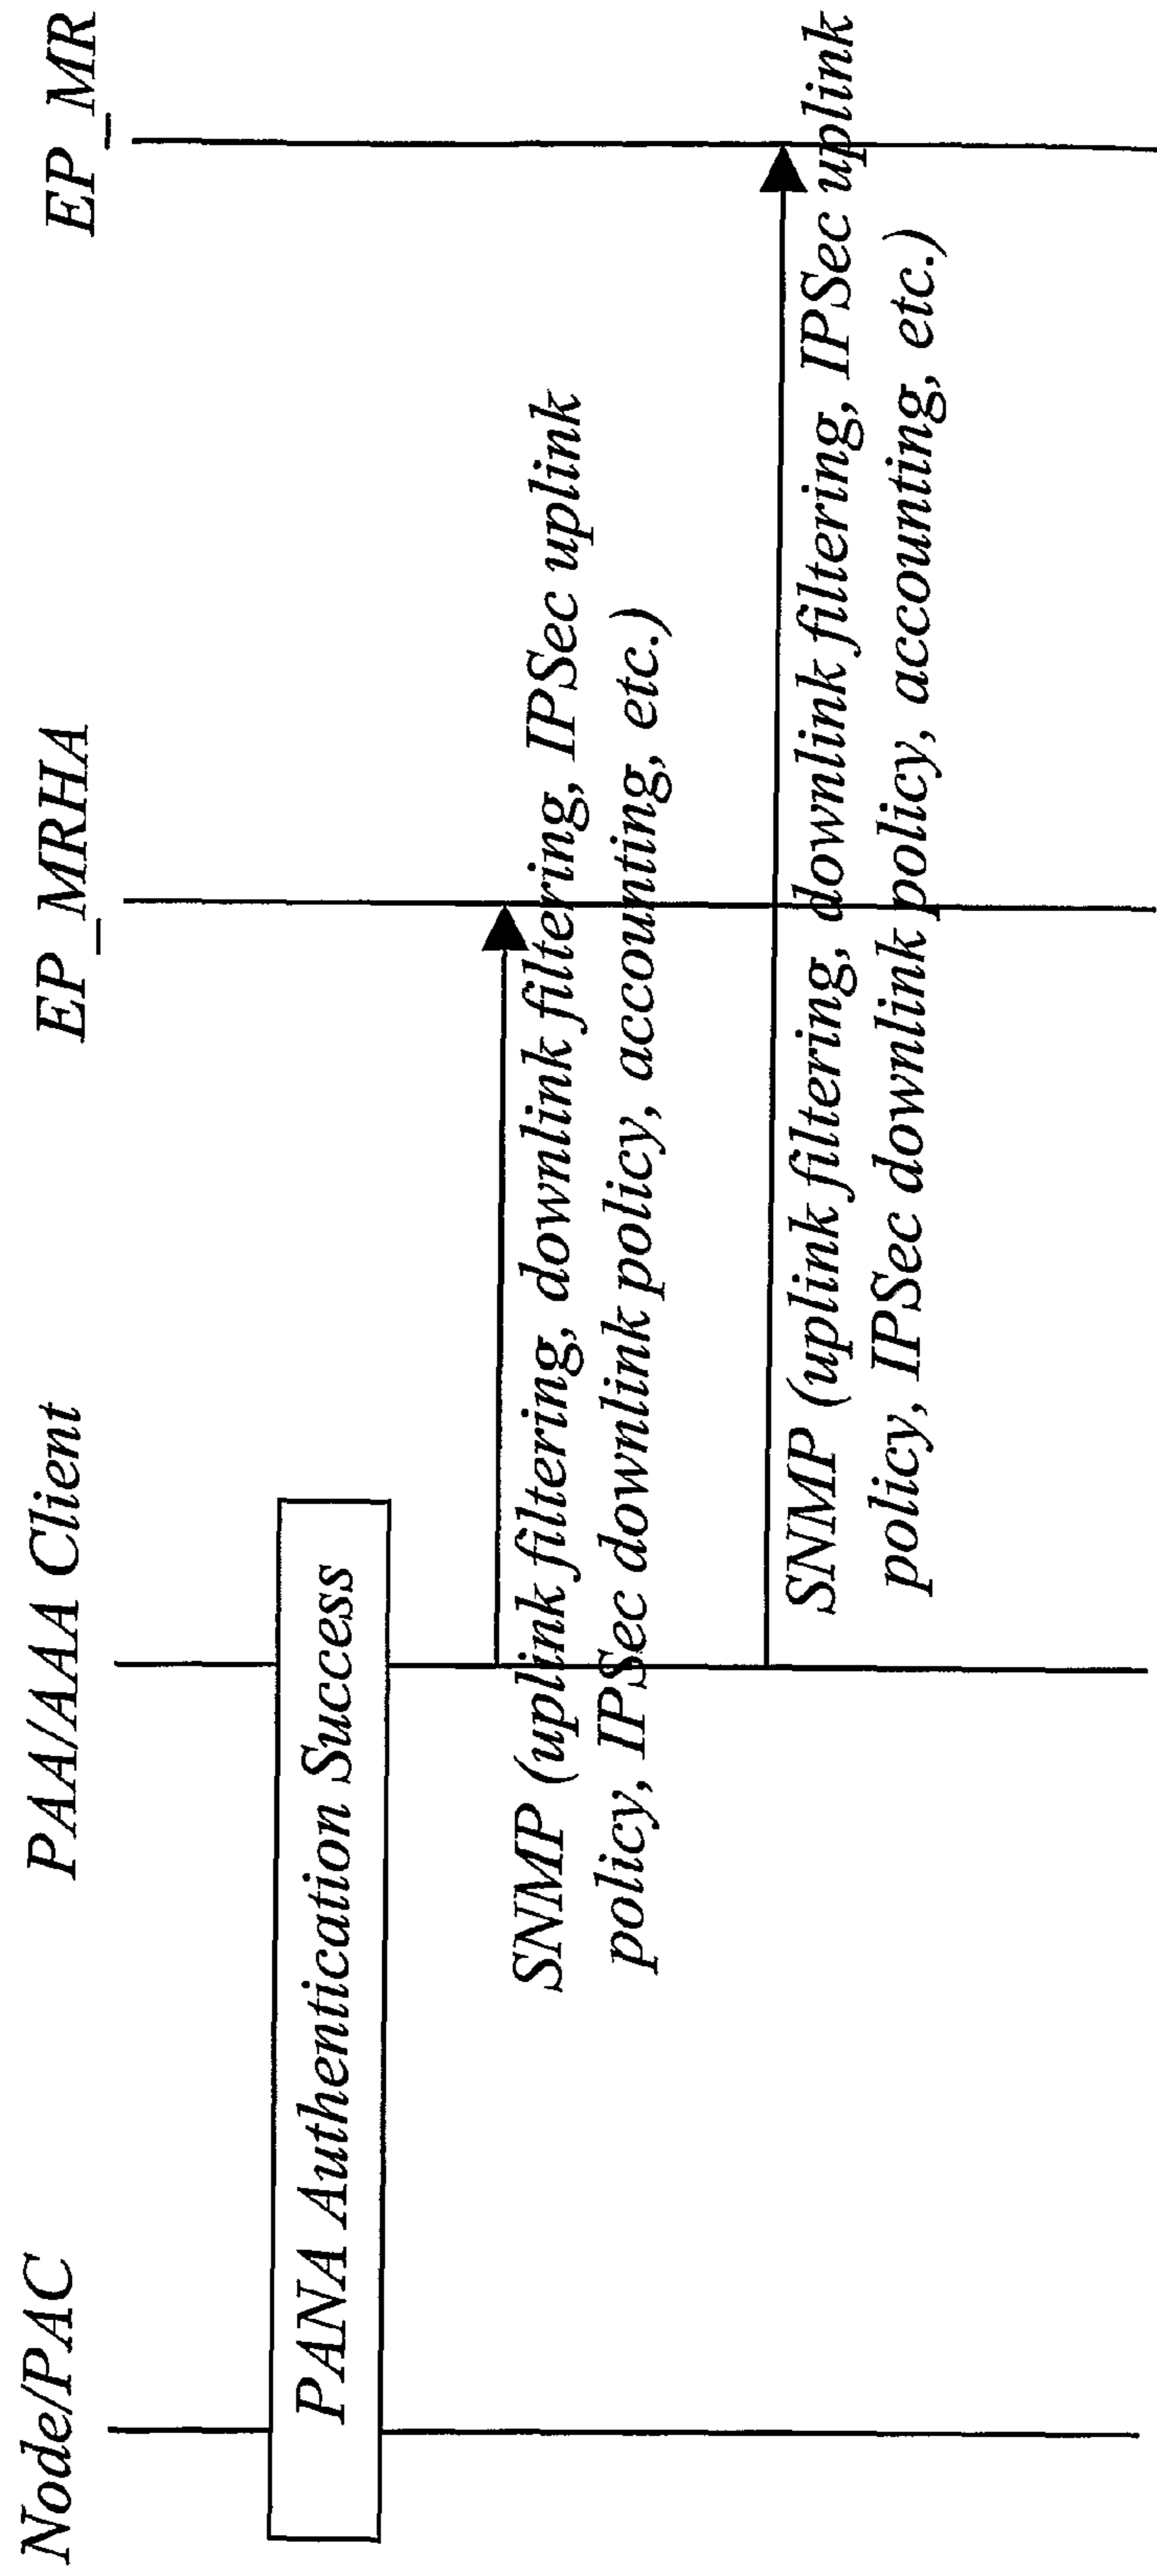 Node/PAC
PAA/AAA Client
EP_MRHA
EP_MR
PANA Authentication Success
SNMP (uplink filtering, downlink filtering, IPSec uplink
policy, IPSec downlink policy, accounting, etc.)
SNMP (uplink filtering, downlink filtering, IPSec uplink
policy, IPSec downlink policy, accounting, etc.)